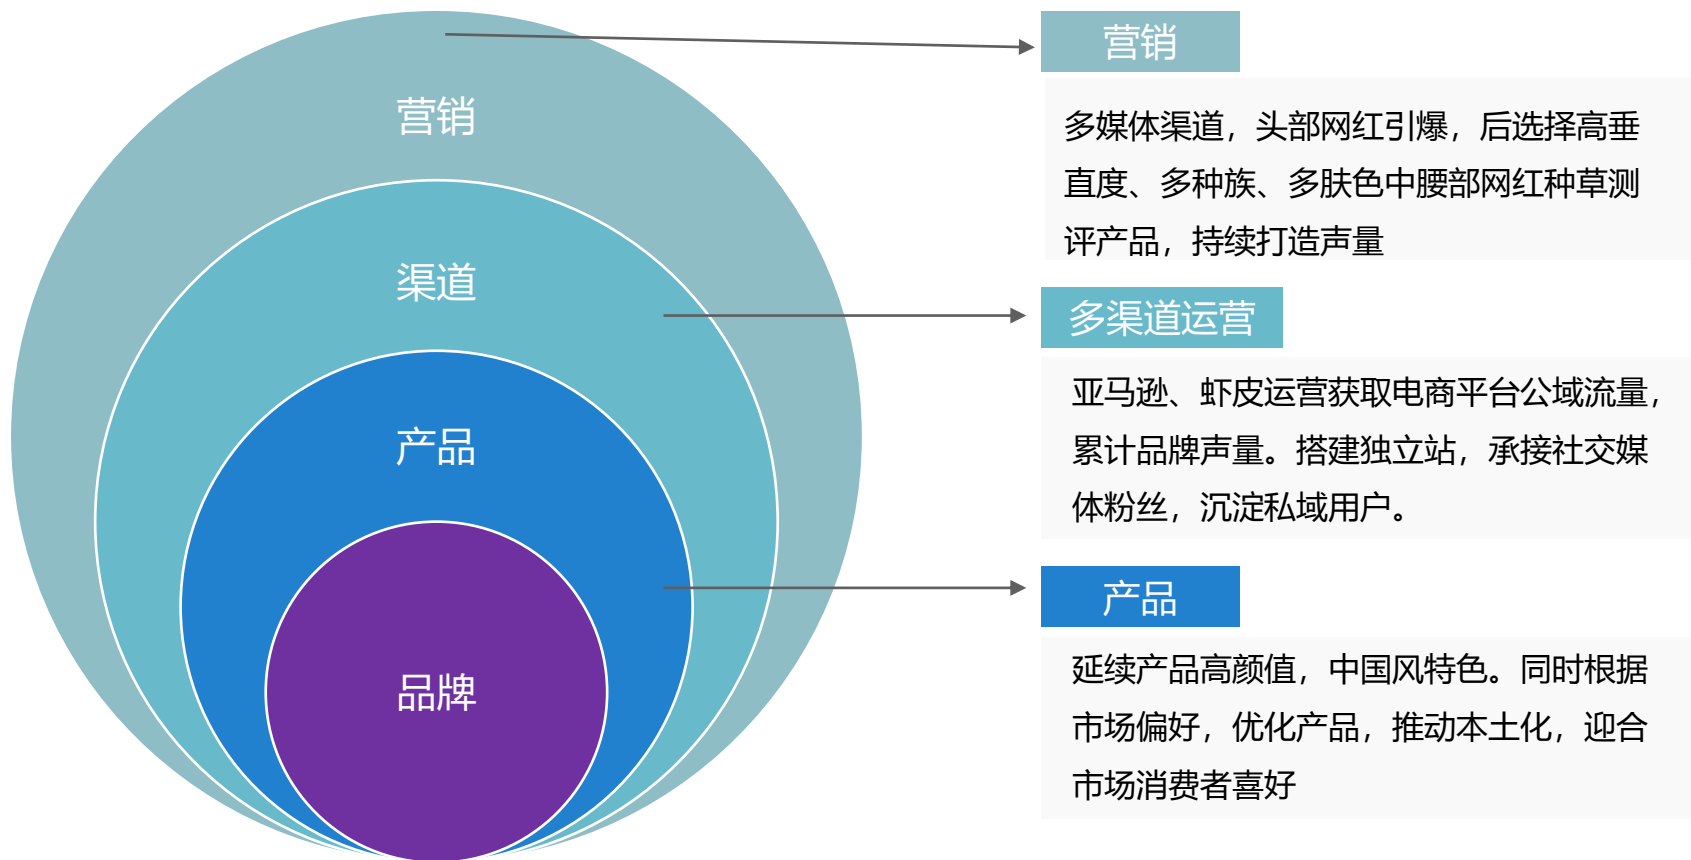 营销
渠道
产品
品牌
营销
多媒体渠道，头部网红引爆，后选择高垂
直度、多种族、多肤色中腰部网红种草测
评产品，持续打造声量
多渠道运营
亚马逊、虾皮运营获取电商平台公域流量，
累计品牌声量。搭建独立站，承接社交媒
体粉丝，沉淀私域用户。
产品
延续产品高颜值，中国风特色。同时根据
市场偏好，优化产品，推动本土化，迎合
市场消费者喜好